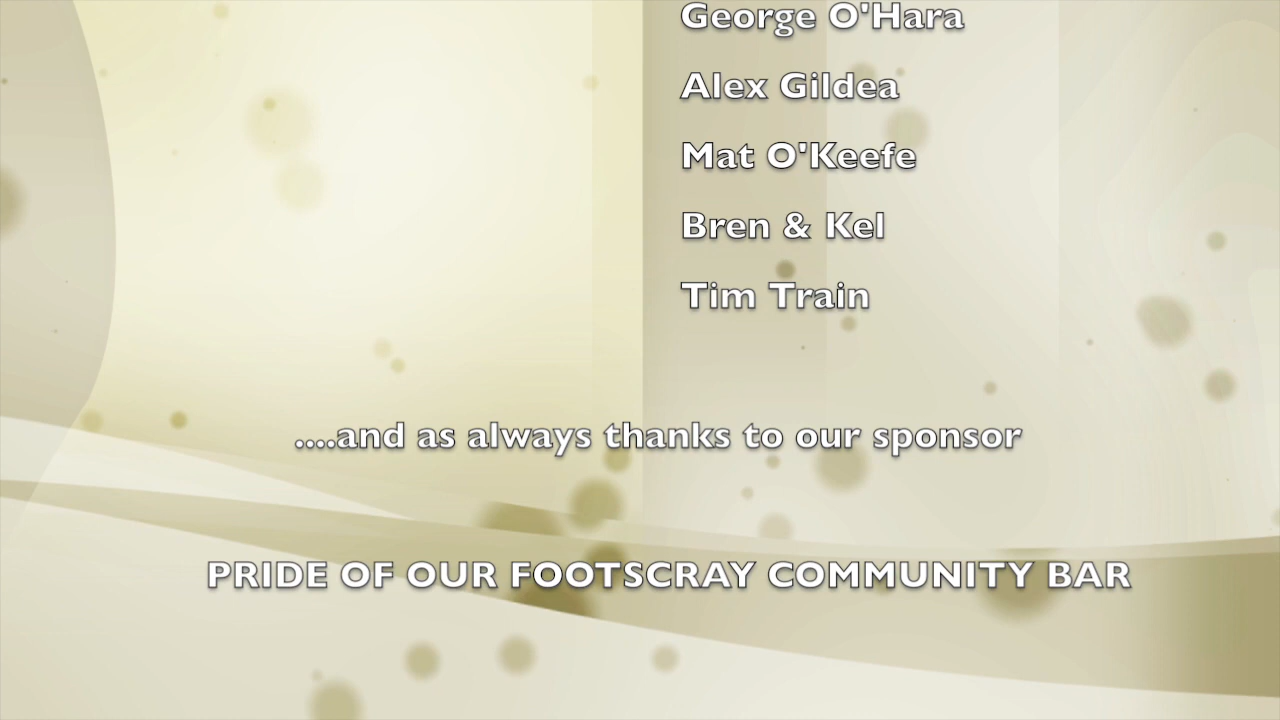 George O'Hara
Alex Gildea
Mat O'Keefe
Bren & Kel
Tim Train
....and as always thanks to our sponsor
PRIDE OF OUR FOOTSCRAY COMMUNITY BAR